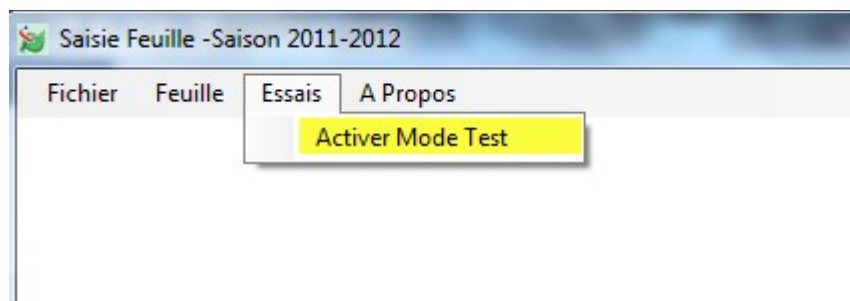 Saisie Feuille -Saison 2011-2012
Fichier Feuille Essais A Propos
Activer Mode Test